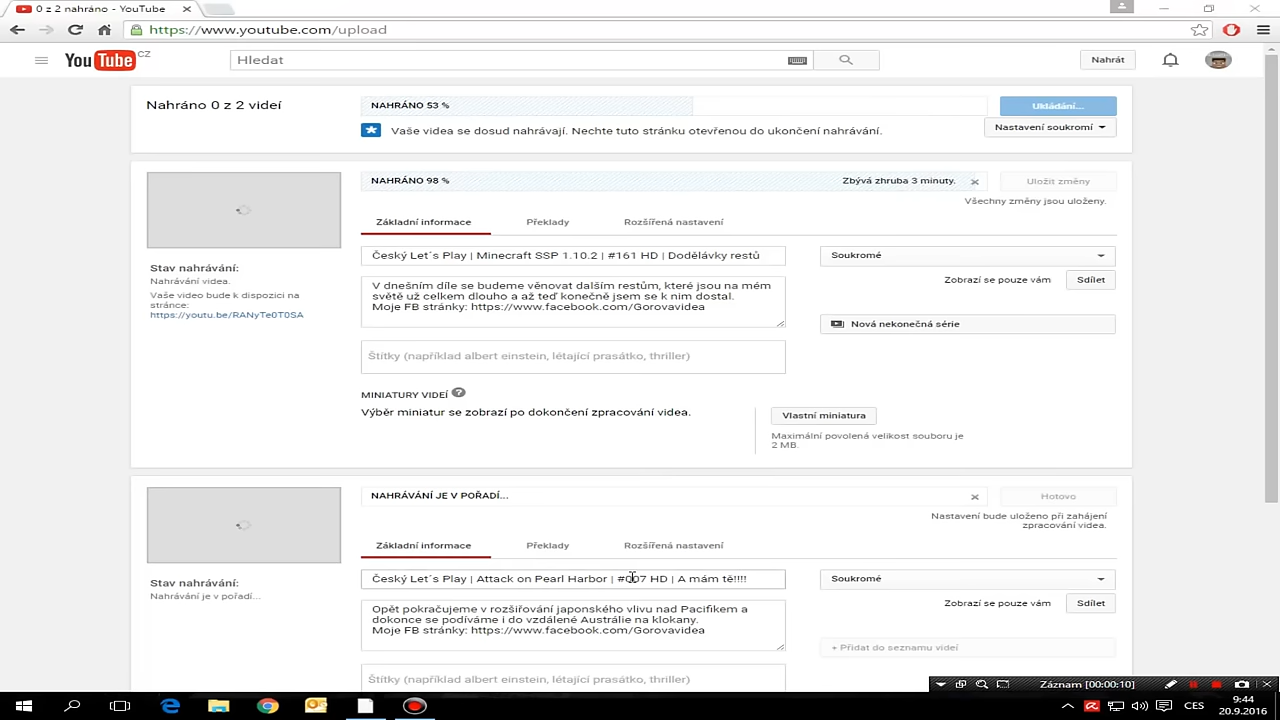 0 z 2 nahráno - YouTube
https://www.youtube.com/upload
YouTube CZ
Hledat
Nahrát
Nahráno 0 z 2 videí
NAHRÁNO 53 %
Ukládání...
Vaše videa se dosud nahrávají. Nechte tuto stránku otevřenou do ukončení nahrávání.
Nastavení soukromí
NAHRÁNO 98 %
Zbývá zhruba 3 minuty.
Uložit změny
Všechny změny jsou uloženy.
Základní informace
Překlady
Rozšířená nastavení
Stav nahrávání:
Nahrávání videa.
Vaše video bude k dispozici na
stránce:
https://youtu.be/RANyTe0T0SA
Český Let´s Play | Minecraft SSP 1.10.2 | #161 HD | Dodělávky restů
V dnešním díle se budeme věnovat dalším restům, které jsou na mém
světě už celkem dlouho a až teď konečně jsem se k nim dostal.
Moje FB stránky: https://www.facebook.com/Gorovavidea
Štítky (například albert einstein, létající prasátko, thriller)
Soukromé
Zobrazí se pouze vám
Sdílet
Nová nekonečná série
MINIATURY VIDEÍ ?
Výběr miniatur se zobrazí po dokončení zpracování videa.
Vlastní miniatura
Maximální povolená velikost souboru je
2 MB.
NAHRÁVÁNÍ JE V POŘADÍ...
Hotovo
Nastavení bude uloženo při zahájení
zpracování videa.
Základní informace
Překlady
Rozšířená nastavení
Stav nahrávání:
Nahrávání je v pořadí...
Český Let´s Play | Attack on Pearl Harbor | #007 HD | A mám tě!!!!
Opět pokračujeme v rozšiřování japonského vlivu nad Pacifikem a
dokonce se podíváme i do vzdálené Austrálie na klokany.
Moje FB stránky: https://www.facebook.com/Gorovavidea
Štítky (například albert einstein, létající prasátko, thriller)
Soukromé
Zobrazí se pouze vám
Sdílet
+ Přidat do seznamu videí
Záznam [00:00:10]
CES
9:44
20.9.2016